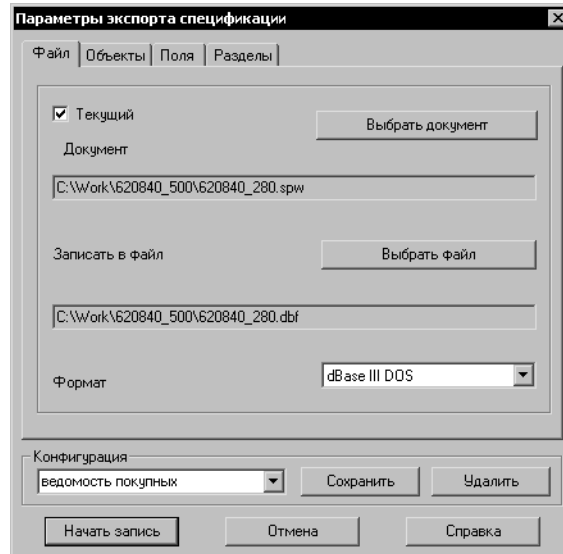 Параметры экспорта спецификации
Файл Объекты Поля Разделы
Текущий Выбрать документ
Документ
C:\Work\620840_500\620840_280.spw
Записать в файл Выбрать файл
C:\Work\620840_500\620840_280.dbf
Формат dBase III DOS
Конфигурация
ведомость покупных Сохранить Удалить
Начать запись Отмена Справка